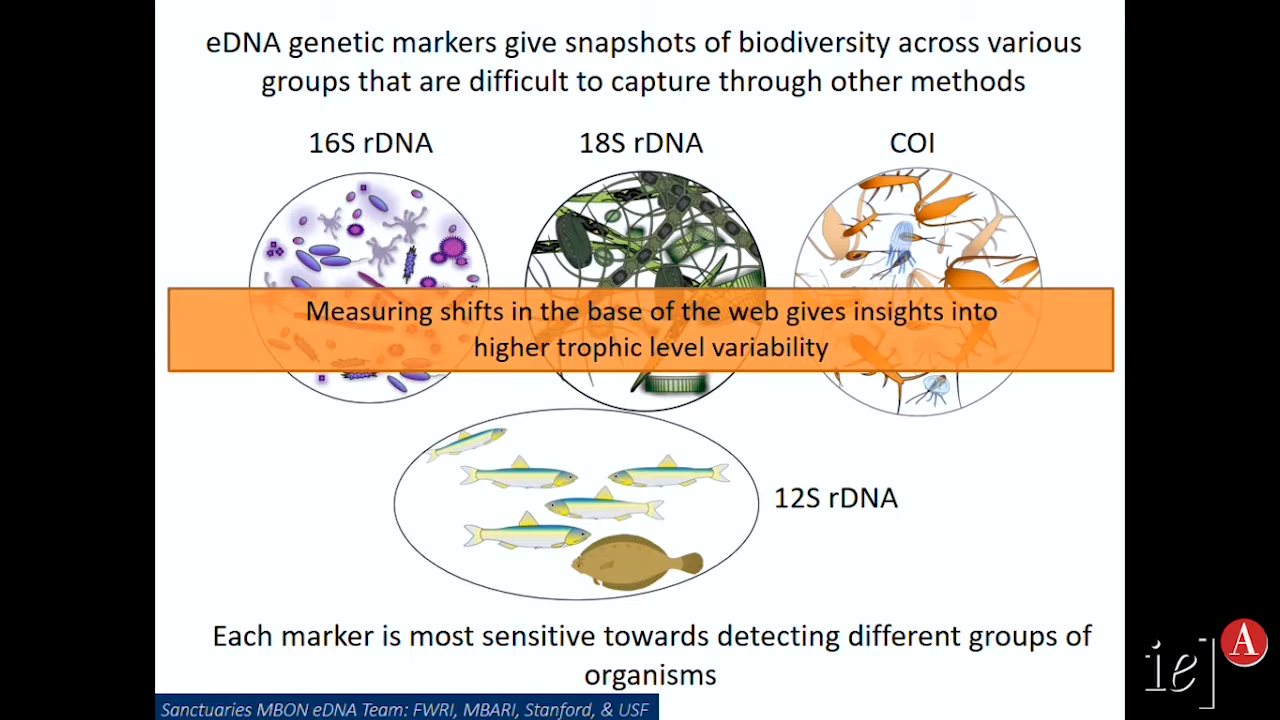 eDNA genetic markers give snapshots of biodiversity across various
groups that are difficult to capture through other methods
16S rDNA
18S rDNA
COI
Measuring shifts in the base of the web gives insights into
higher trophic level variability
12S rDNA
Each marker is most sensitive towards detecting different groups of
organisms
Sanctuaries MBON eDNA Team: FWRI, MBARI, Stanford, & USF
ie] A